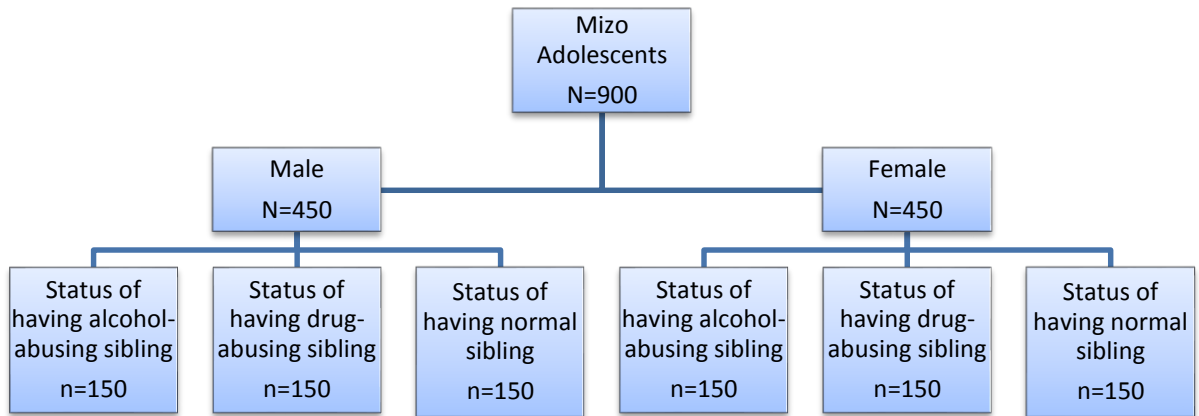 Mizo
Adolescents
N=900
Male
N=450
Female
N=450
Status of
having alcohol-
abusing sibling
n=150
Status of
having drug-
abusing sibling
n=150
Status of
having normal
sibling
n=150
Status of
having alcohol-
abusing sibling
n=150
Status of
having drug-
abusing sibling
n=150
Status of
having normal
sibling
n=150